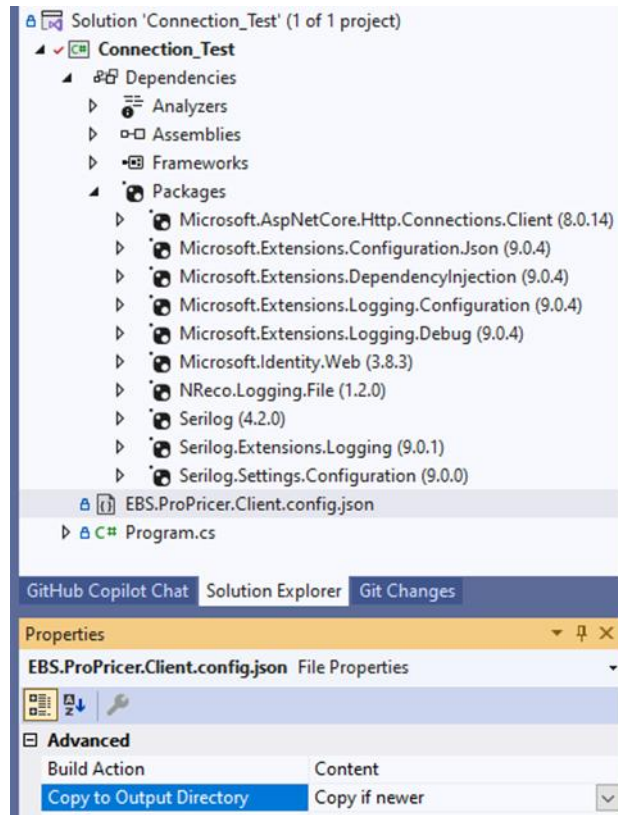 Solution 'Connection_Test' (1 of 1 project)
C# Connection_Test
Dependencies
Analyzers
Assemblies
Frameworks
Packages
Microsoft.AspNetCore.Http.Connections.Client (8.0.14)
Microsoft.Extensions.Configuration.Json (9.0.4)
Microsoft.Extensions.DependencyInjection (9.0.4)
Microsoft.Extensions.Logging.Configuration (9.0.4)
Microsoft.Extensions.Logging.Debug (9.0.4)
Microsoft.Identity.Web (3.8.3)
NReco.Logging.File (1.2.0)
Serilog (4.2.0)
Serilog.Extensions.Logging (9.0.1)
Serilog.Settings.Configuration (9.0.0)
EBS.ProPricer.Client.config.json
C# Program.cs
GitHub Copilot Chat Solution Explorer Git Changes
Properties
EBS.ProPricer.Client.config.json File Properties
Advanced
Build Action Content
Copy to Output Directory Copy if newer